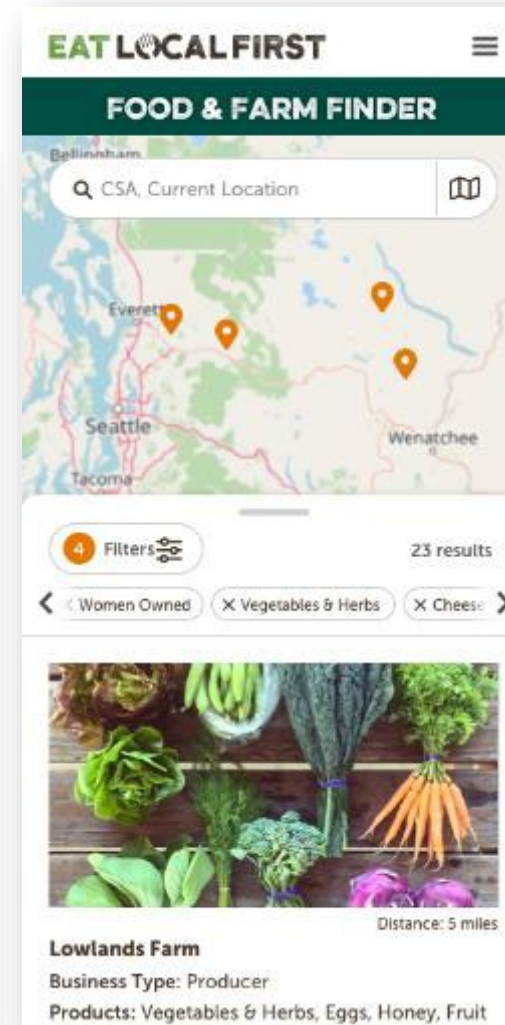 EAT LOCAL FIRST
FOOD & FARM FINDER
Bellingham
CSA, Current Location
Everett
Seattle
Wenatchee
Tacoma
4 Filters
23 results
Women Owned
Vegetables & Herbs
Cheese
Distance: 5 miles
Lowlands Farm
Business Type: Producer
Products: Vegetables & Herbs, Eggs, Honey, Fruit